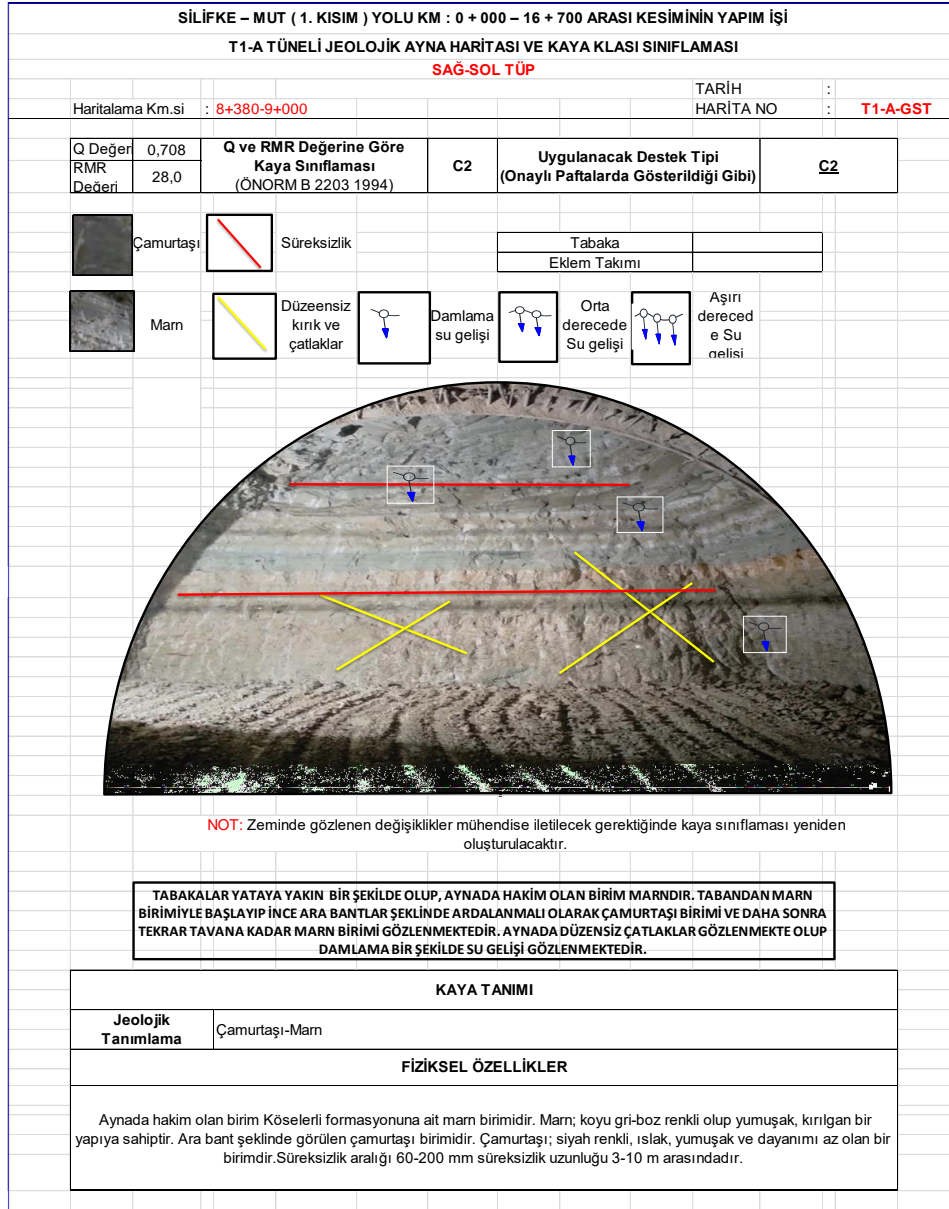 SİLİFKE – MUT ( 1. KISIM ) YOLU KM : 0 + 000 – 16 + 700 ARASI KESİMİNİN YAPIM İŞİ
T1-A TÜNELİ JEOLOJİK AYNA HARİTASI VE KAYA KLASI SINIFLAMASI
SAĞ-SOL TÜP
TARİH :
Haritalama Km.si : 8+380-9+000 HARİTA NO : T1-A-GST
Q Değeri 0,708
RMR Değeri 28,0
Q ve RMR Değerine Göre
Kaya Sınıflaması
(ÖNORM B 2203 1994)
C2
Uygulanacak Destek Tipi
(Onaylı Paftalarda Gösterildiği Gibi)
C2
Çamurtaşı
Süreksizlik
Tabaka
Eklem Takımı
Marn
Düzeensiz
kırık ve
çatlaklar
Damlama
su gelişi
Orta
derecede
Su gelişi
Aşırı
dereced
e Su
gelişi
NOT: Zeminde gözlenen değişiklikler mühendise iletilecek gerektiğinde kaya sınıflaması yeniden
oluşturulacaktır.
TABAKALAR YATAYA YAKIN BİR ŞEKİLDE OLUP, AYNADA HAKİM OLAN BİRİM MARNDIR. TABANDAN MARN
BİRİMİYLE BAŞLAYIP İNCE ARA BANTLAR ŞEKLİNDE ARDALANMALI OLARAK ÇAMURTAŞI BİRİMİ VE DAHA SONRA
TEKRAR TAVANA KADAR MARN BİRİMİ GÖZLENMEKTEDİR. AYNADA DÜZENSİZ ÇATLAKLAR GÖZLENMEKTE OLUP
DAMLAMA BİR ŞEKİLDE SU GELİŞİ GÖZLENMEKTEDİR.
KAYA TANIMI
Jeolojik
Tanımlama
Çamurtaşı-Marn
FİZİKSEL ÖZELLİKLER
Aynada hakim olan birim Köselerli formasyonuna ait marn birimidir. Marn; koyu gri-boz renkli olup yumuşak, kırılgan bir
yapıya sahiptir. Ara bant şeklinde görülen çamurtaşı birimidir. Çamurtaşı; siyah renkli, ıslak, yumuşak ve dayanımı az olan bir
birimdir.Süreksizlik aralığı 60-200 mm süreksizlik uzunluğu 3-10 m arasındadır.